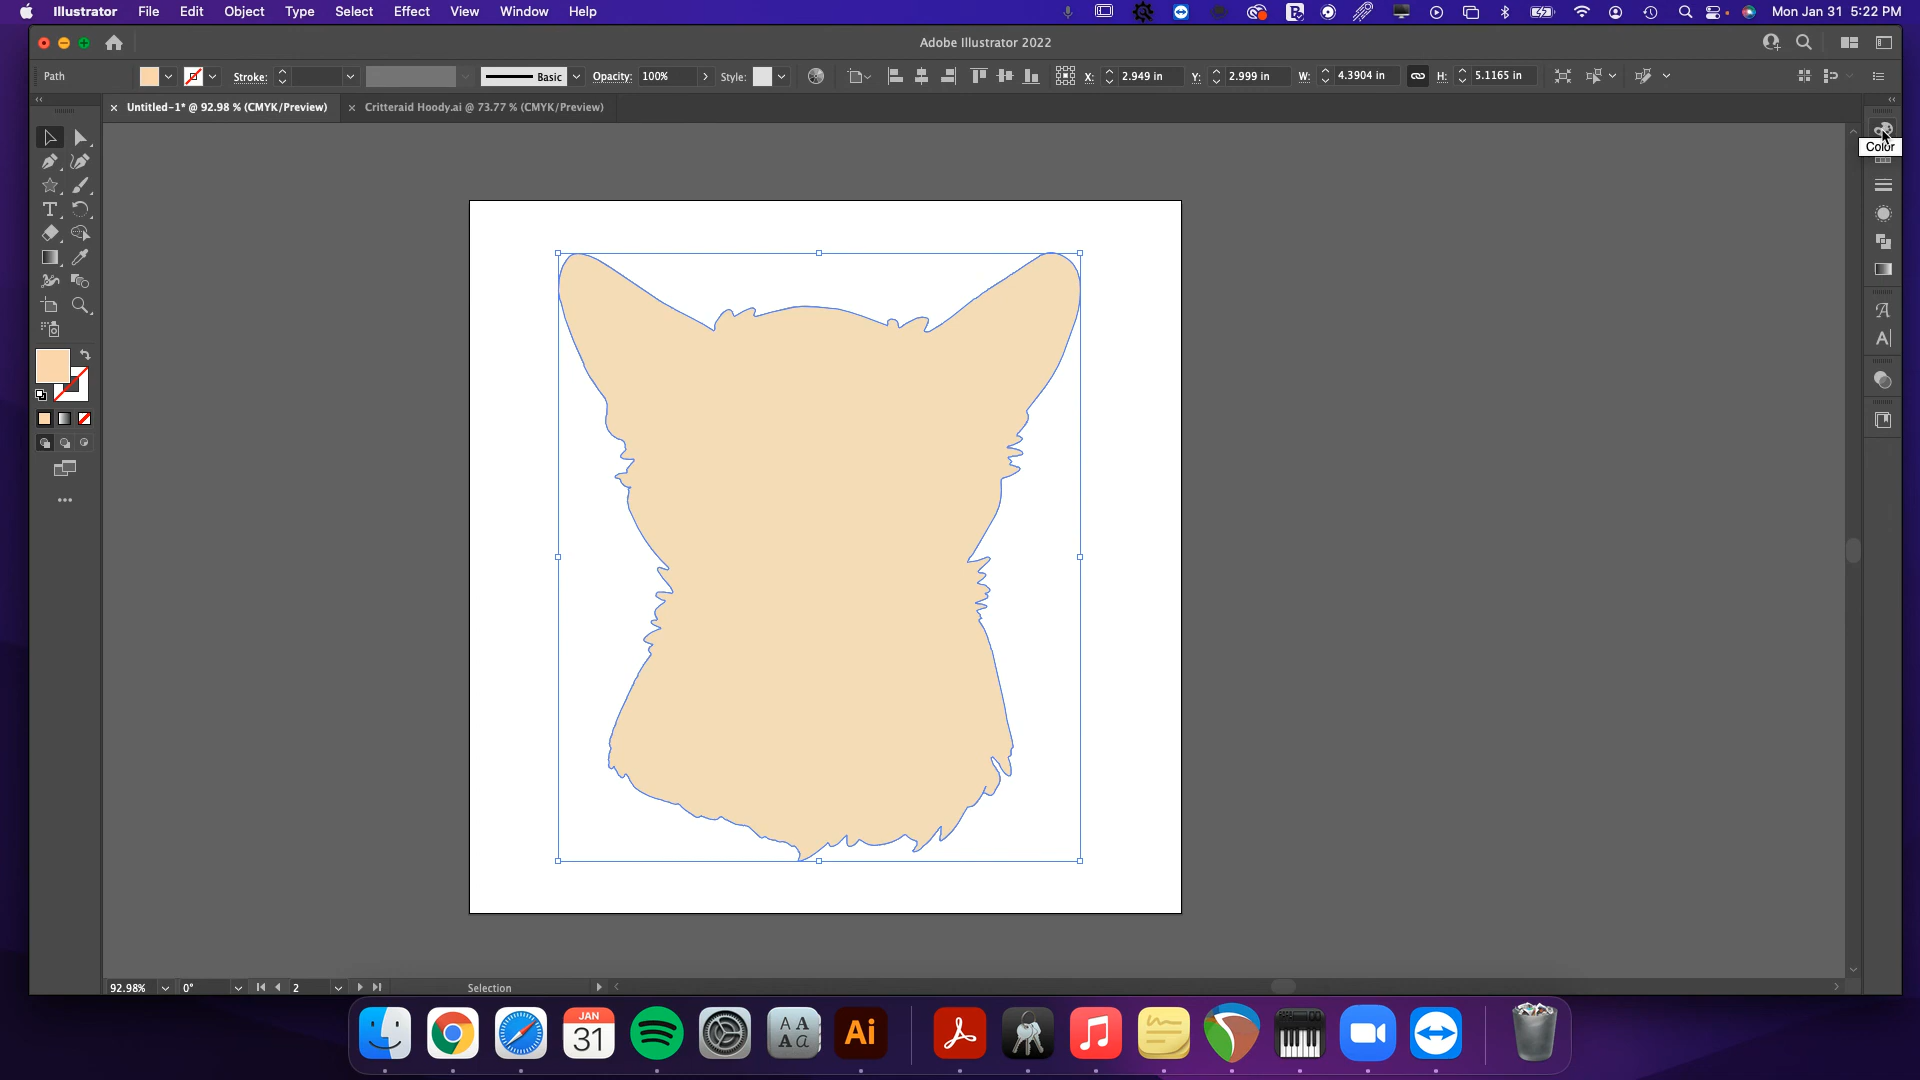 Illustrator File Edit Object Type Select Effect View Window Help Mon Jan 31 5:22 PM
Adobe Illustrator 2022
Path Stroke: Basic Opacity: 100% Style: X: 2.949 in Y: 2.999 in W: 4.3904 in H: 5.1165 in
× Untitled-1* @ 92.98 % (CMYK/Preview) × Critteraid Hoody.ai @ 73.77 % (CMYK/Preview)
Color
92.98% 0° 2 Selection
JAN
31
A A
A a
Ai